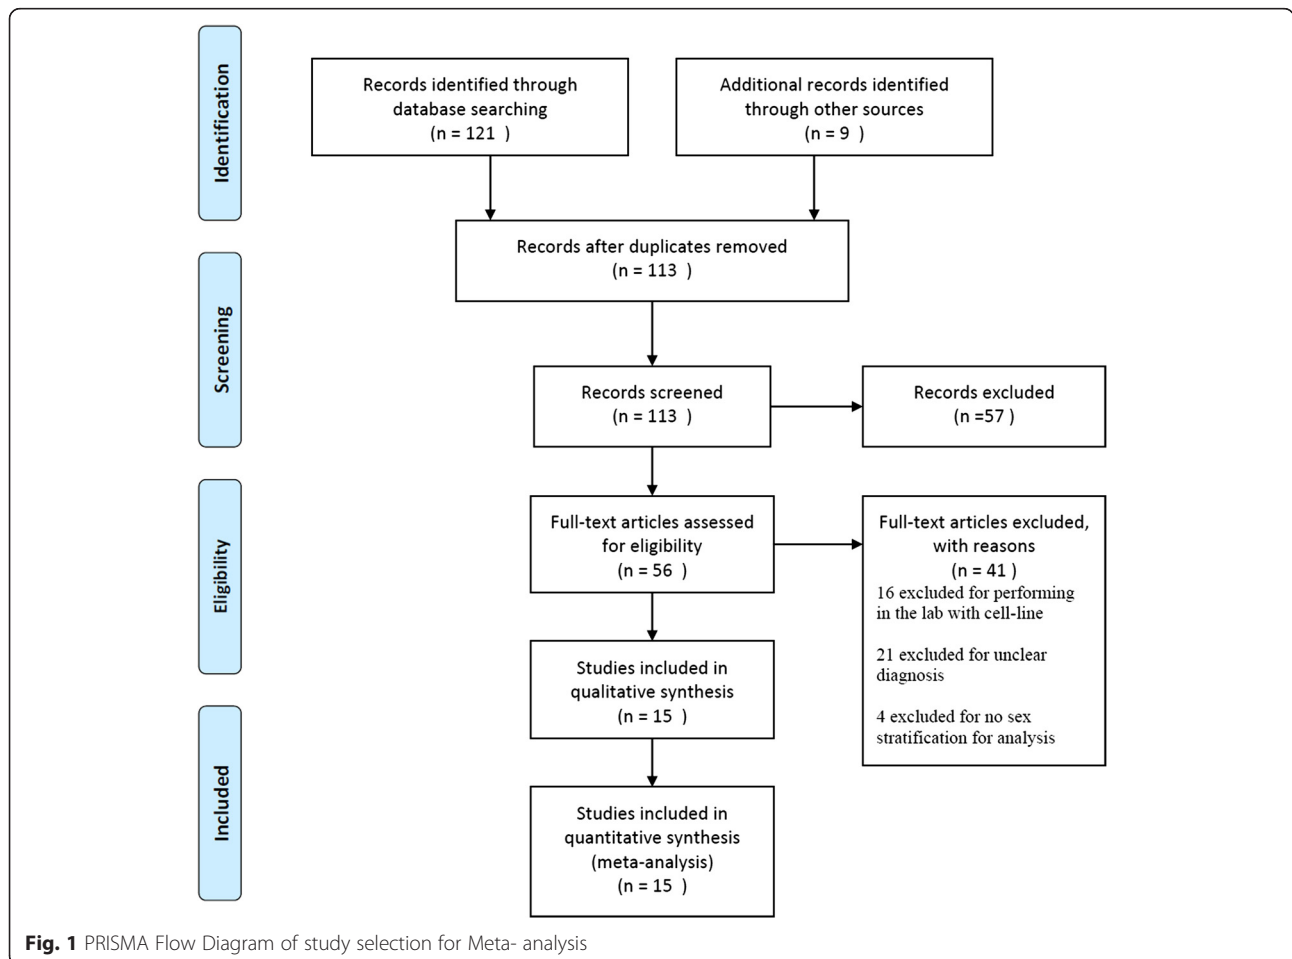 Identification
Records identified through
database searching
(n = 121 )
Additional records identified
through other sources
(n = 9 )
Records after duplicates removed
(n = 113 )
Screening
Records screened
(n = 113 )
Records excluded
(n =57 )
Eligibility
Full-text articles assessed
for eligibility
(n = 56 )
Full-text articles excluded,
with reasons
(n = 41 )
16 excluded for performing
in the lab with cell-line
21 excluded for unclear
diagnosis
4 excluded for no sex
stratification for analysis
Studies included in
qualitative synthesis
(n = 15 )
Included
Studies included in
quantitative synthesis
(meta-analysis)
(n = 15 )
Fig. 1 PRISMA Flow Diagram of study selection for Meta- analysis